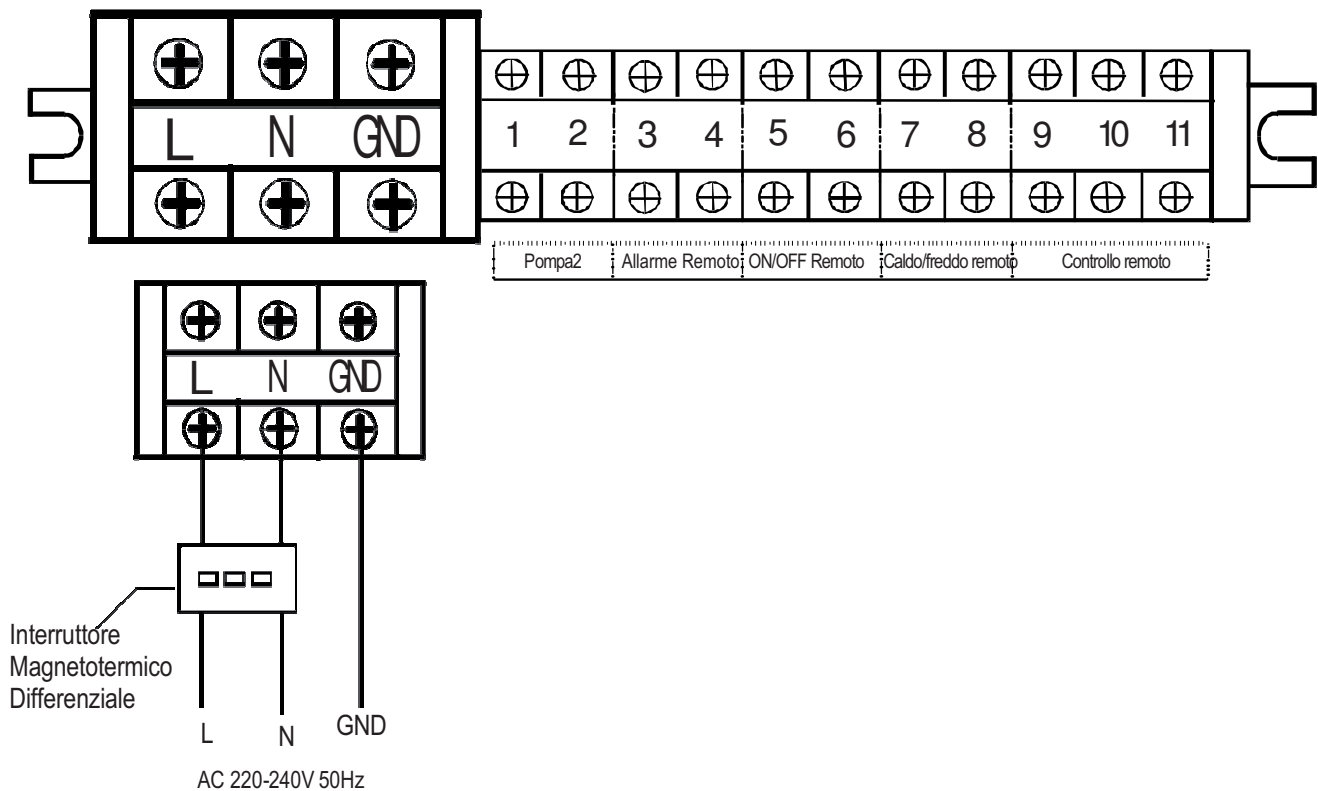 L N GND 1 2 3 4 5 6 7 8 9 10 11
Pompa2 Allarme Remoto ON/OFF Remoto Caldo/freddo remoto Controllo remoto
L N GND
Interruttore
Magnetotermico
Differenziale
L N GND
AC 220-240V 50Hz